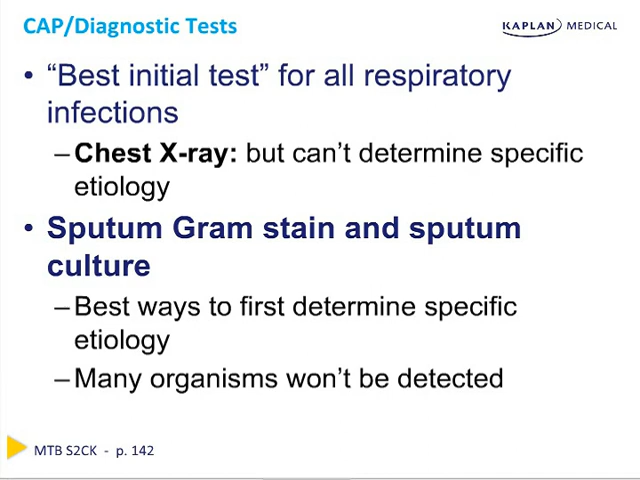 CAP/Diagnostic Tests
KAPLAN MEDICAL
• “Best initial test” for all respiratory
infections
– Chest X-ray: but can’t determine specific
etiology
• Sputum Gram stain and sputum
culture
– Best ways to first determine specific
etiology
– Many organisms won’t be detected
MTB S2CK - p. 142